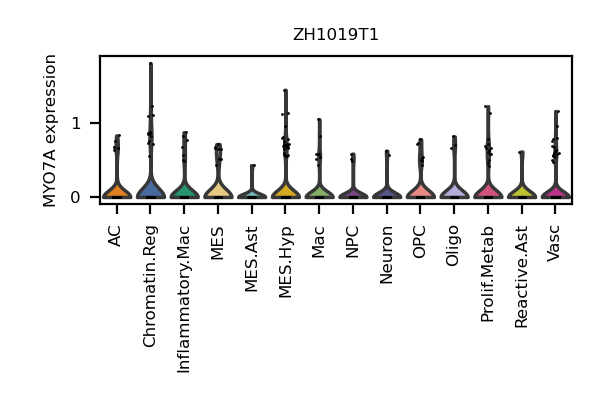 ZH1019T1
MYO7A expression
1
0
AC
Chromatin.Reg
Inflammatory.Mac
MES
MES.Ast
MES.Hyp
Mac
NPC
Neuron
OPC
Oligo
Prolif.Metab
Reactive.Ast
Vasc